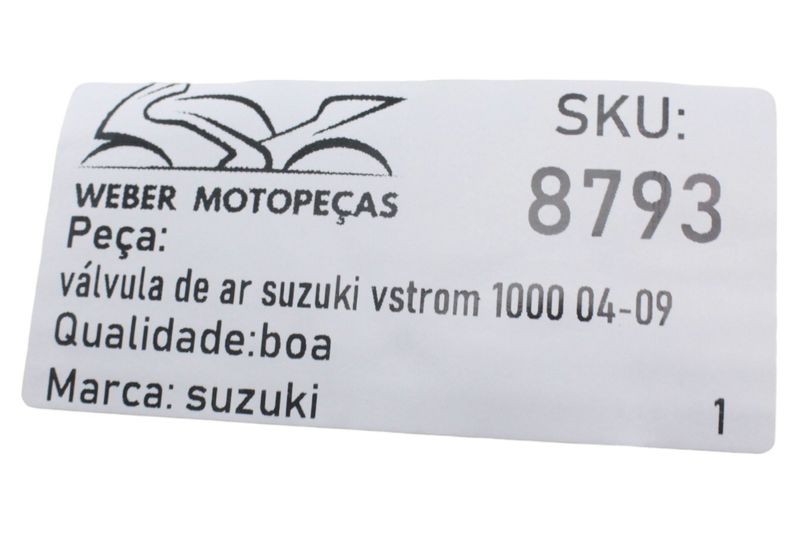 WEBER MOTOPEÇAS
SKU:
8793
Peça:
válvula de ar suzuki vstrom 1000 04-09
Qualidade:boa
Marca: suzuki
1